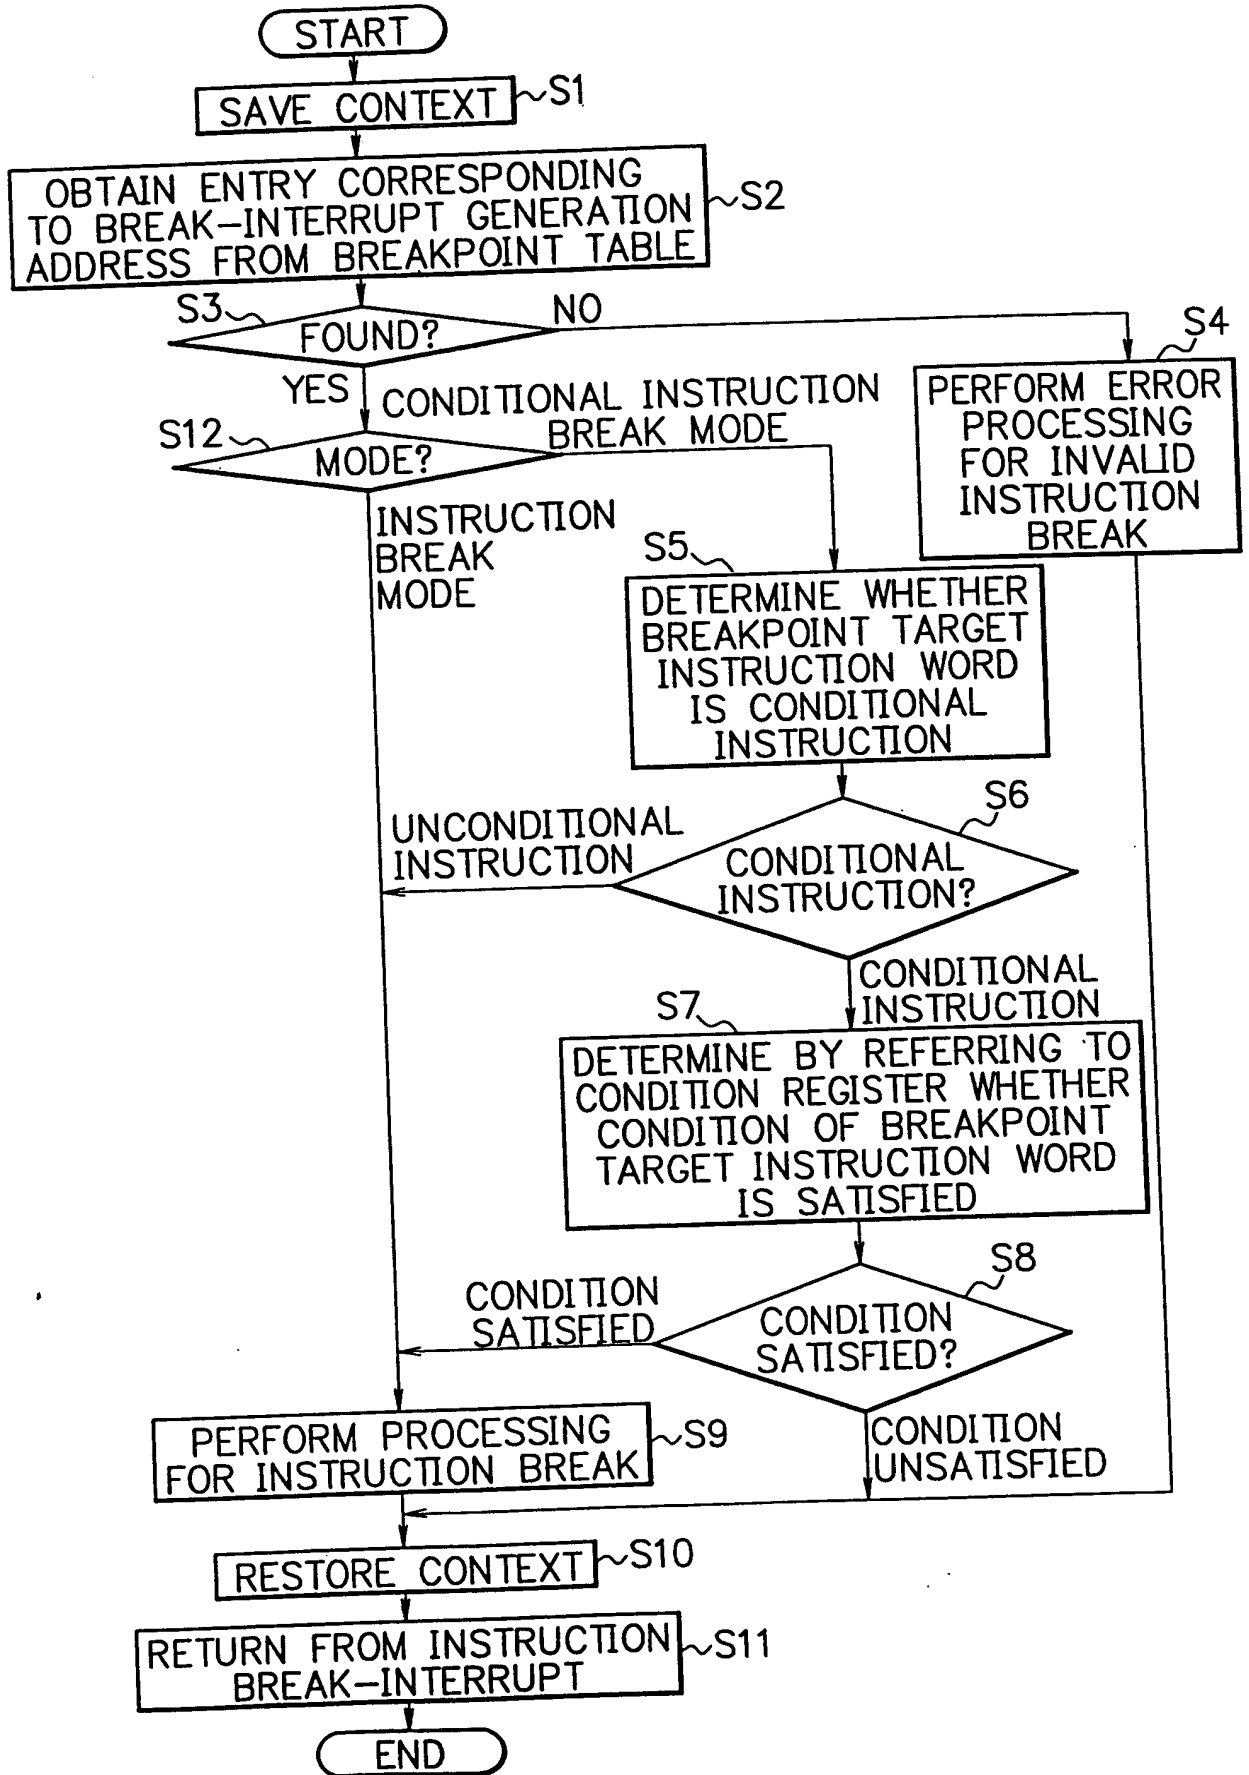 START
SAVE CONTEXT
S1
OBTAIN ENTRY CORRESPONDING
TO BREAK-INTERRUPT GENERATION
ADDRESS FROM BREAKPOINT TABLE
S2
S3
FOUND?
NO
YES
S4
PERFORM ERROR
PROCESSING
FOR INVALID
INSTRUCTION
BREAK
S12
MODE?
CONDITIONAL INSTRUCTION
BREAK MODE
INSTRUCTION
BREAK
MODE
S5
DETERMINE WHETHER
BREAKPOINT TARGET
INSTRUCTION WORD
IS CONDITIONAL
INSTRUCTION
S6
UNCONDITIONAL
INSTRUCTION
CONDITIONAL
INSTRUCTION?
CONDITIONAL
INSTRUCTION
S7
DETERMINE BY REFERRING TO
CONDITION REGISTER WHETHER
CONDITION OF BREAKPOINT
TARGET INSTRUCTION WORD
IS SATISFIED
S8
CONDITION
SATISFIED
CONDITION
SATISFIED?
CONDITION
UNSATISFIED
PERFORM PROCESSING
FOR INSTRUCTION BREAK
S9
RESTORE CONTEXT
S10
RETURN FROM INSTRUCTION
BREAK-INTERRUPT
S11
END